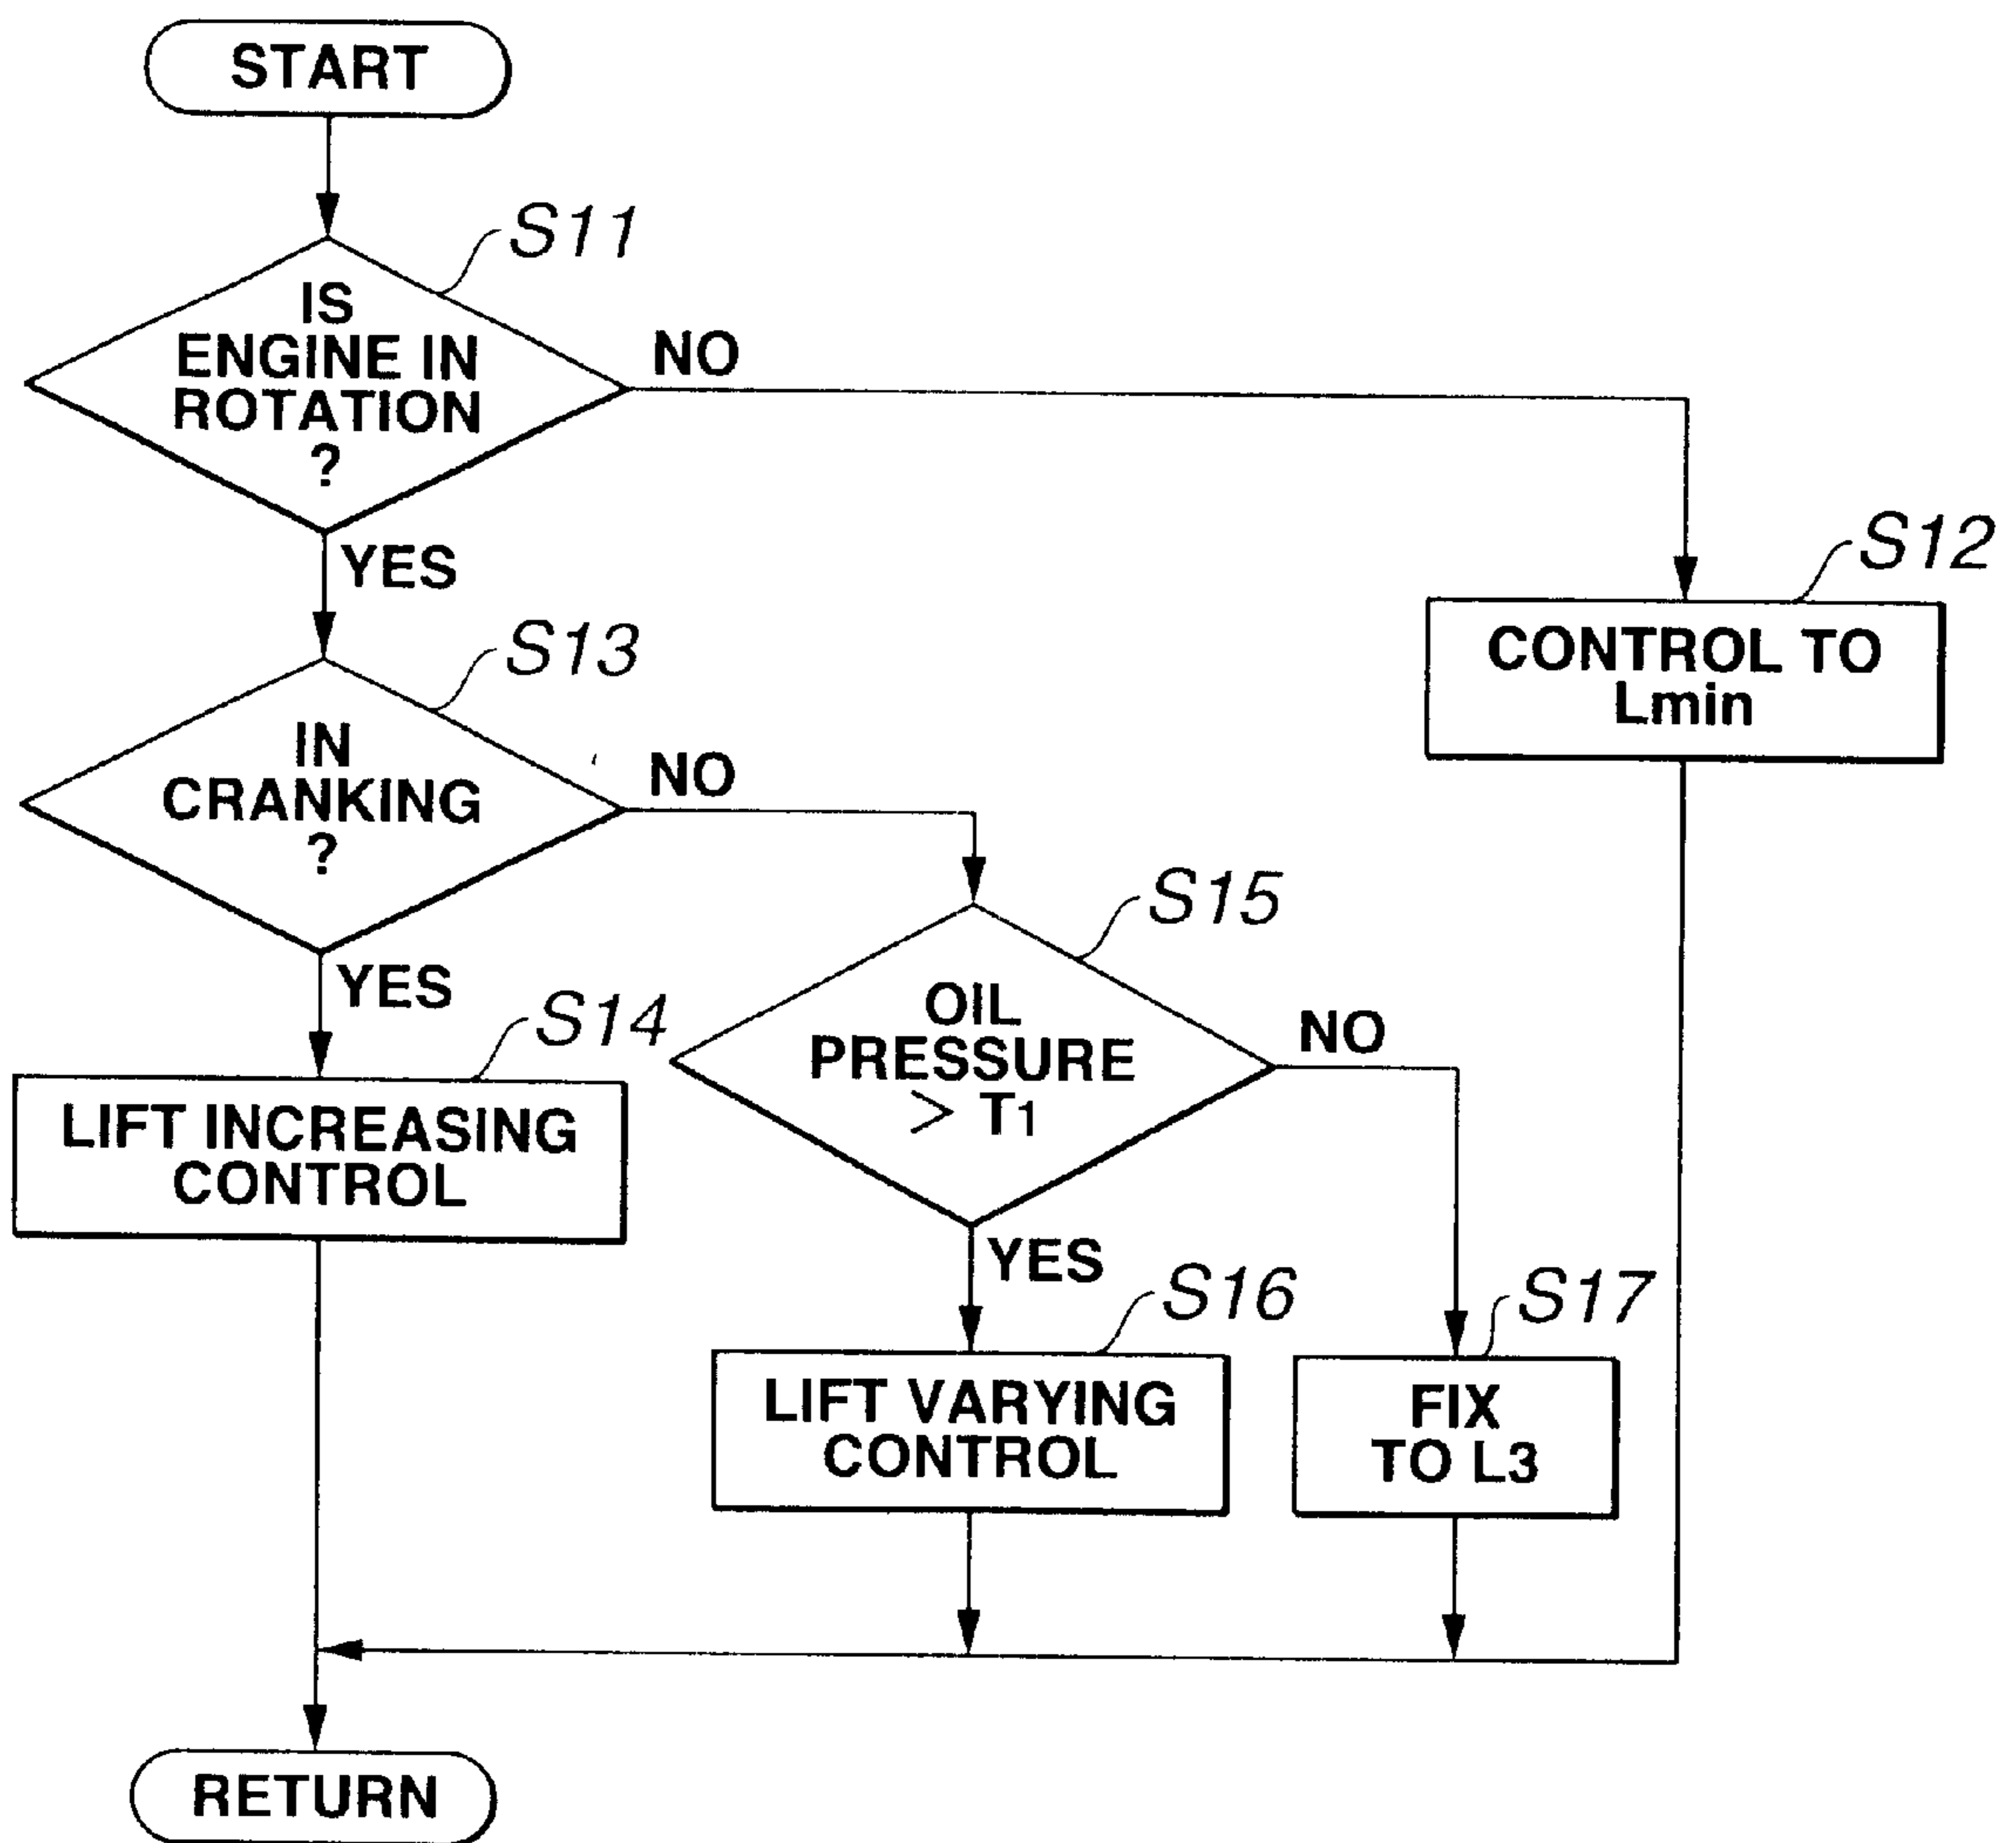 START
S11
IS
ENGINE IN
ROTATION
?
NO
YES
S12
CONTROL TO
Lmin
S13
IN
CRANKING
?
NO
YES
S14
LIFT INCREASING
CONTROL
S15
OIL
PRESSURE
> T1
NO
YES
S16
LIFT VARYING
CONTROL
S17
FIX
TO L3
RETURN